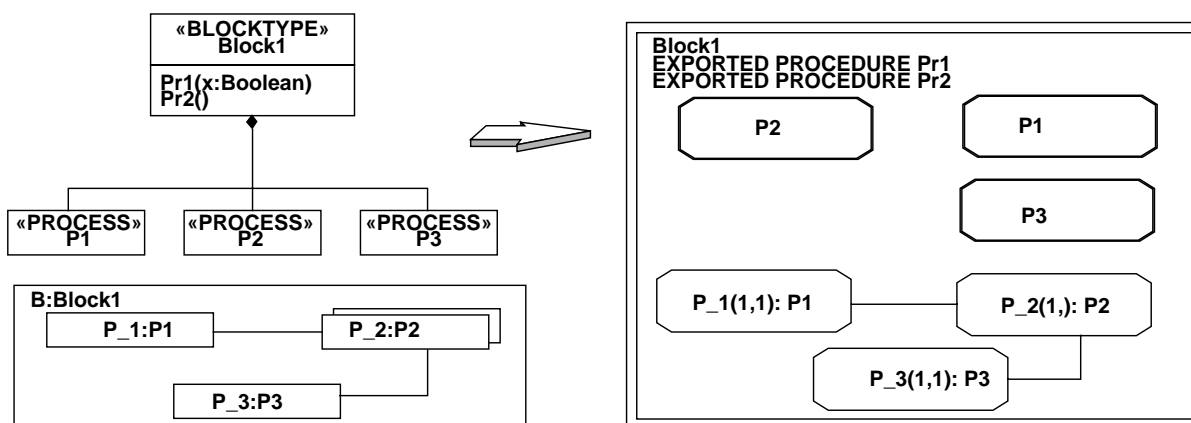 «BLOCKTYPE»
Block1
Pr1(x:Boolean)
Pr2()
«PROCESS»
P1
«PROCESS»
P2
«PROCESS»
P3
B:Block1
P_1:P1
P_2:P2
P_3:P3
Block1
EXPORTED PROCEDURE Pr1
EXPORTED PROCEDURE Pr2
P2
P1
P3
P_1(1,1): P1
P_2(1,): P2
P_3(1,1): P3